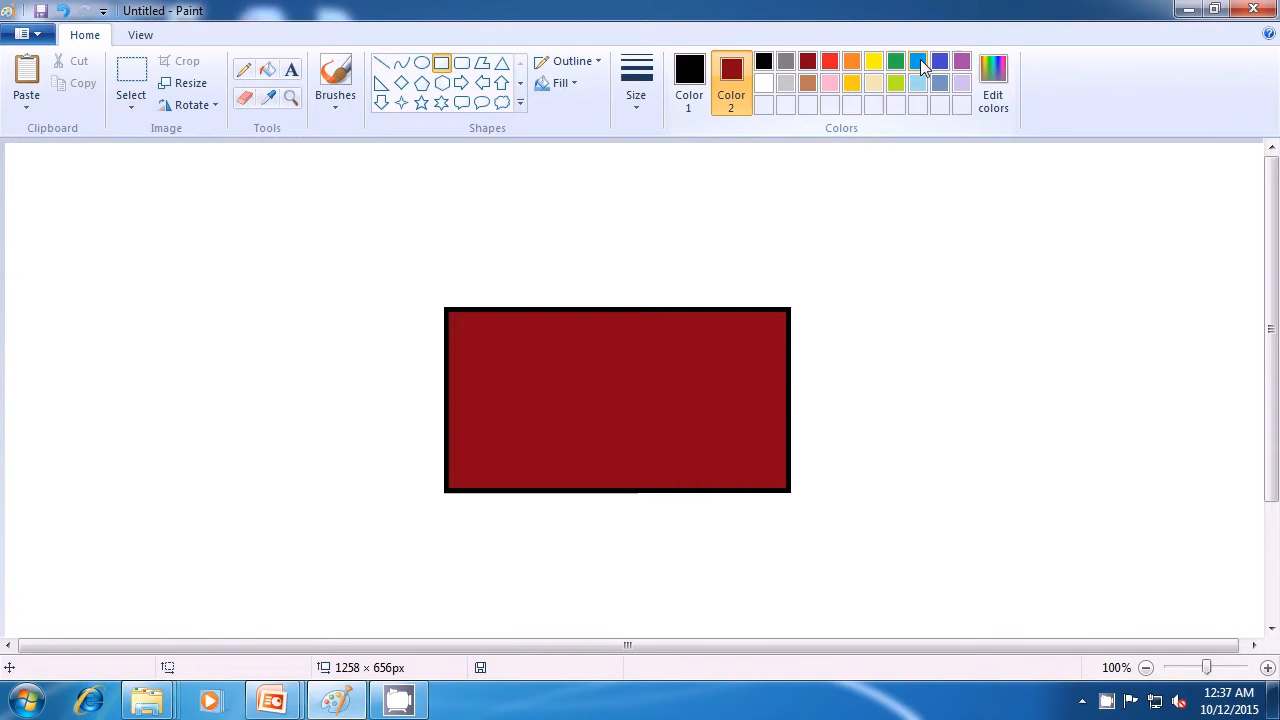 Untitled - Paint
Home
View
Paste
Cut
Copy
Clipboard
Select
Crop
Resize
Rotate
Image
A
Tools
Brushes
Outline
Fill
Shapes
Size
Color 1
Color 2
Edit colors
Colors
1258 × 656px
100%
12:37 AM
10/12/2015